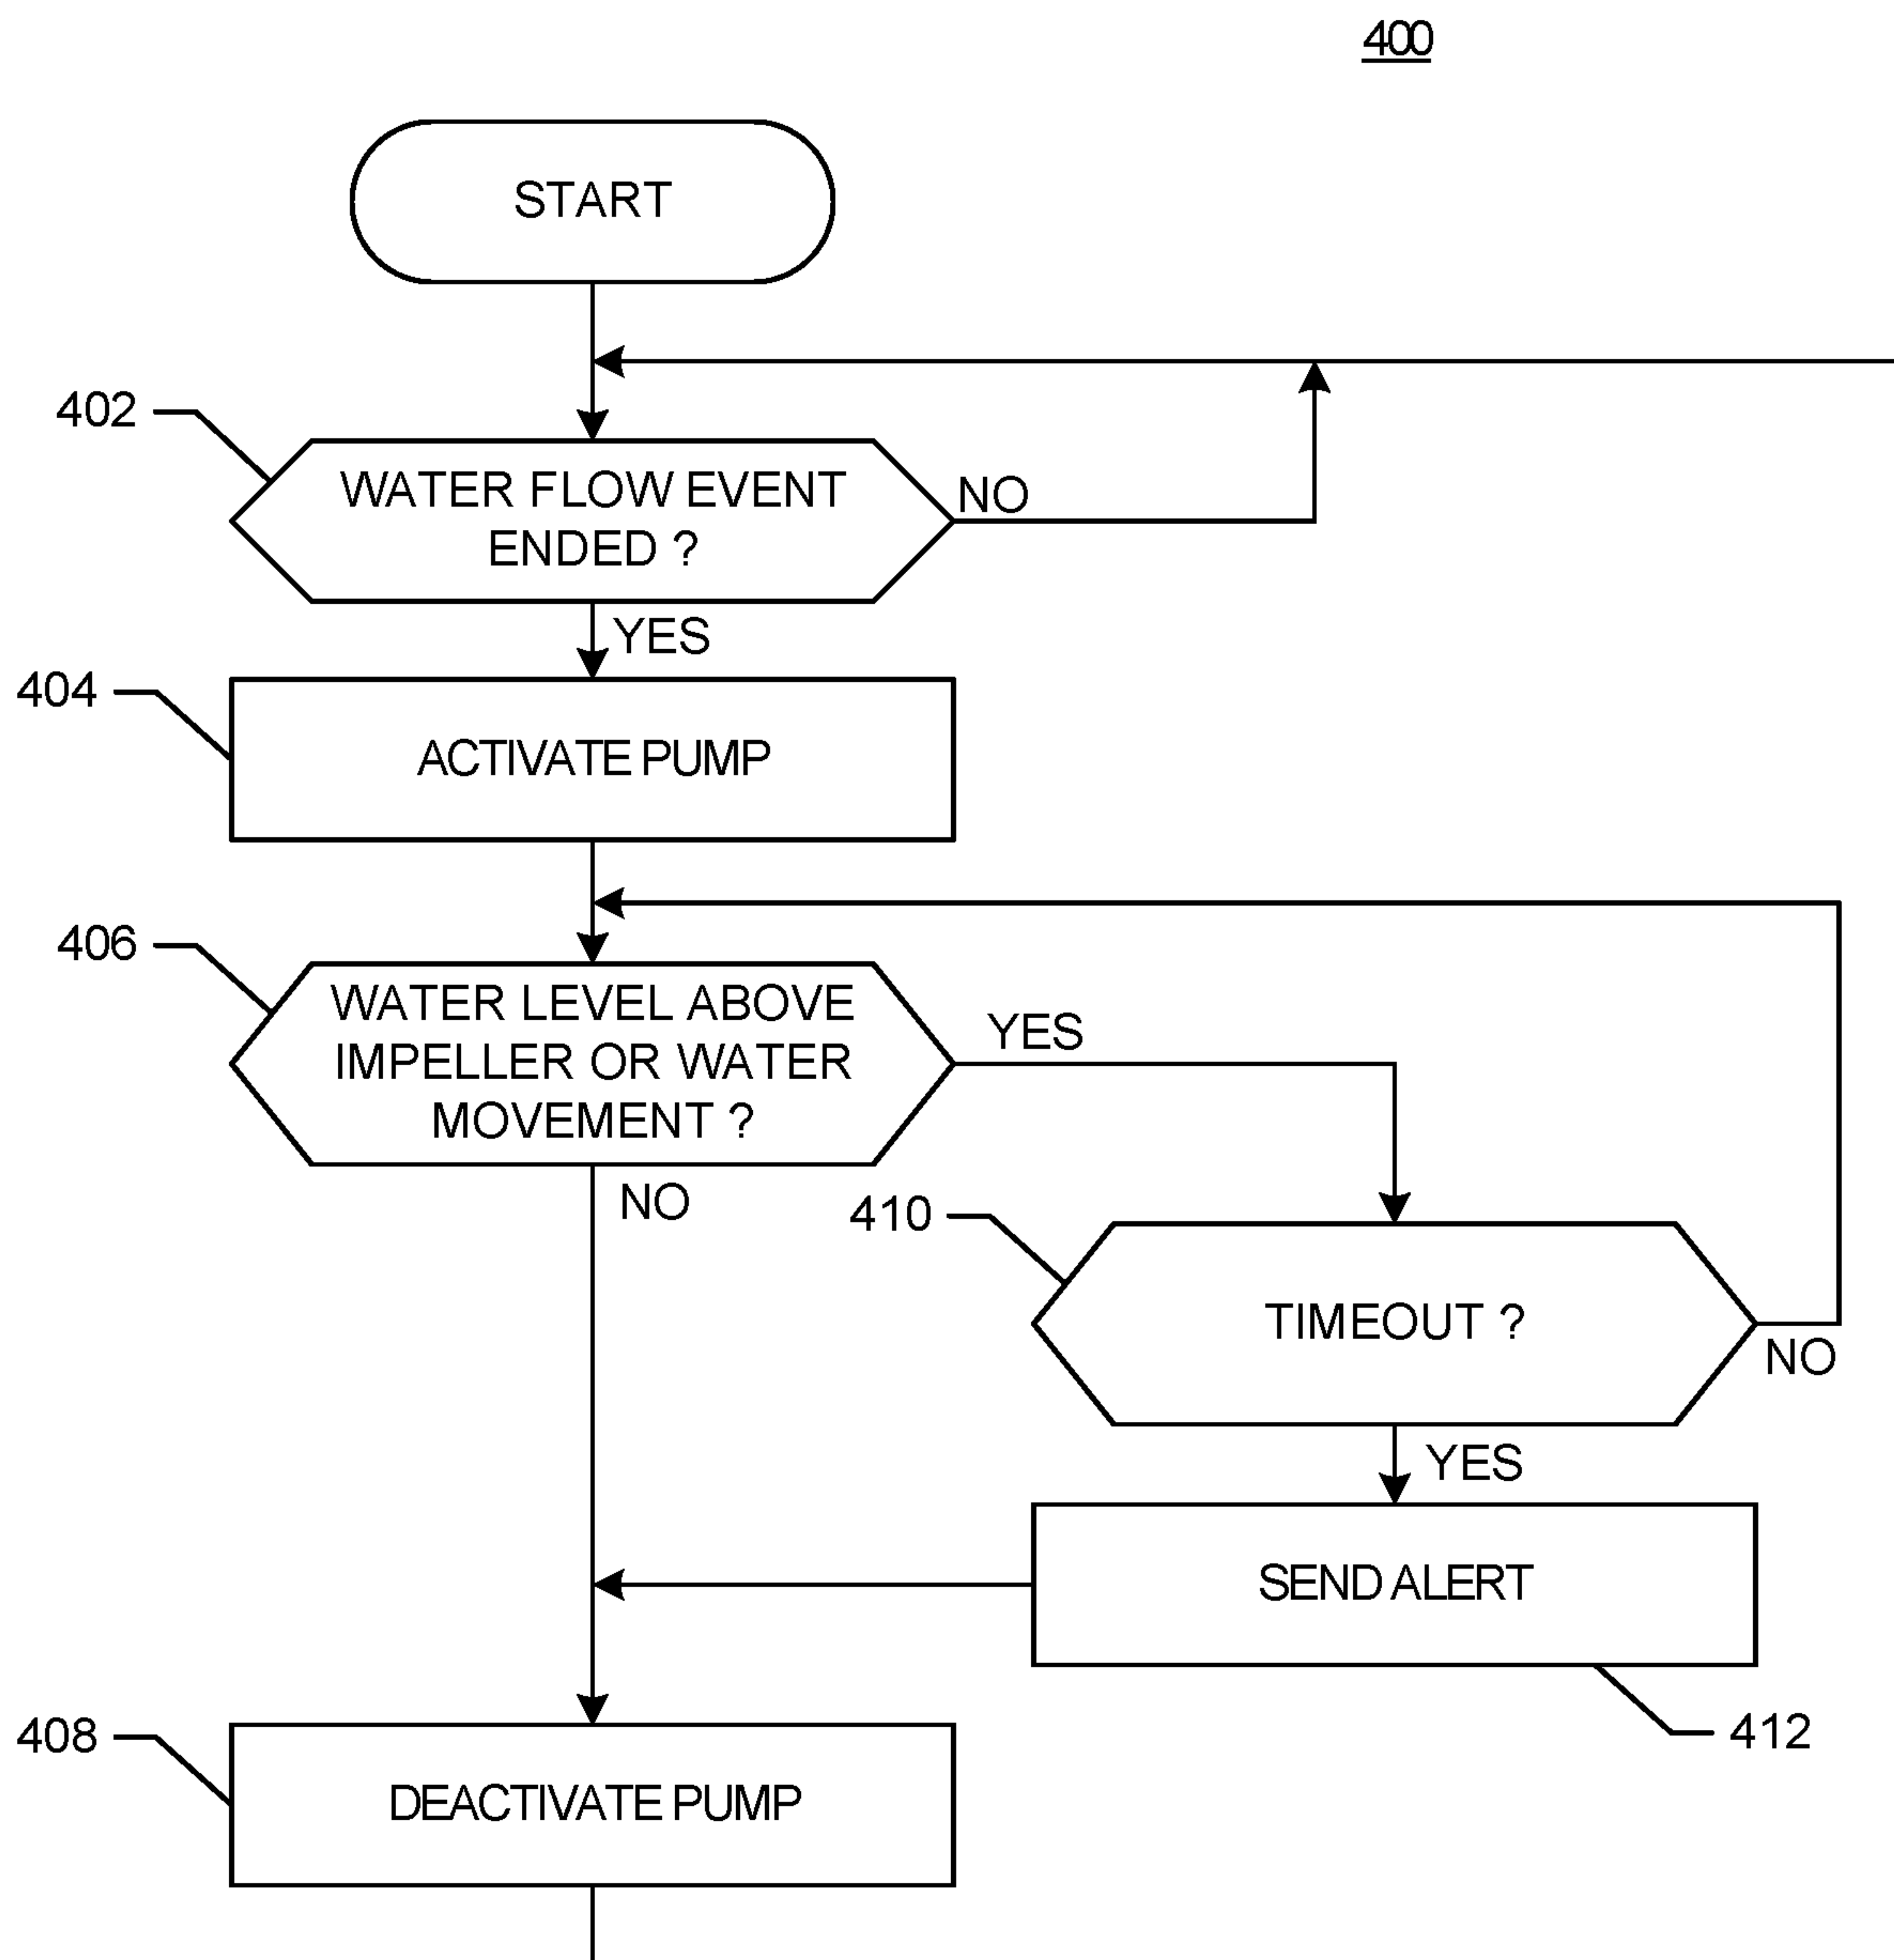 400
START
402
WATER FLOW EVENT
ENDED ?
NO
YES
404
ACTIVATE PUMP
406
WATER LEVEL ABOVE
IMPELLER OR WATER
MOVEMENT ?
YES
NO
410
TIMEOUT ?
NO
YES
SEND ALERT
412
408
DEACTIVATE PUMP